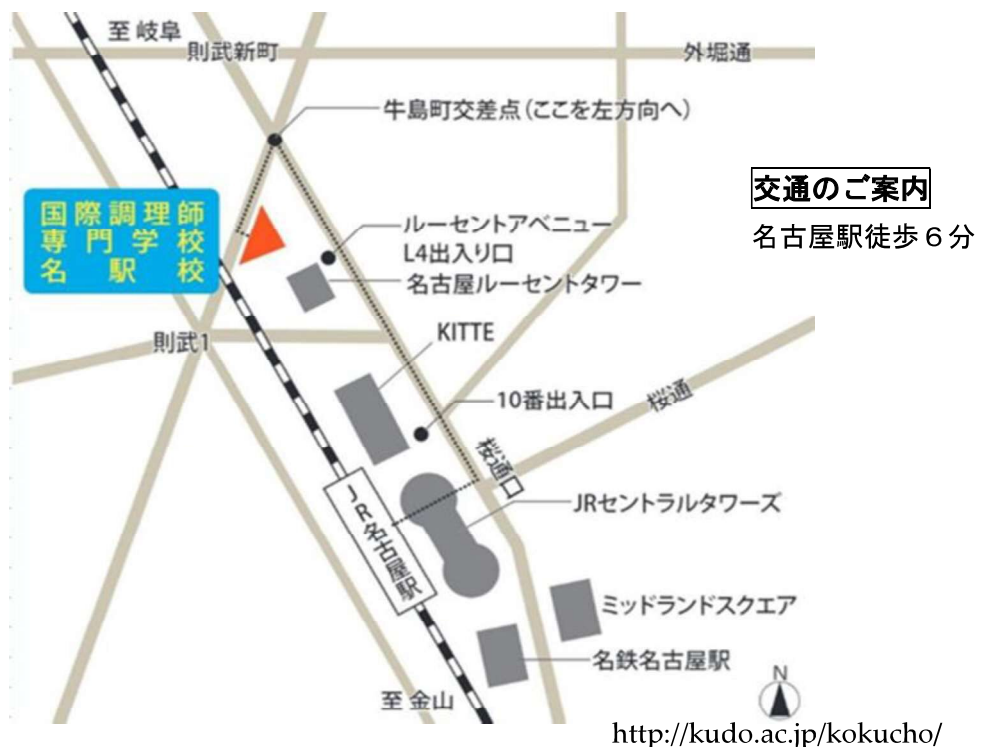 至 岐阜
則武新町
外堀通
牛島町交差点（ここを左方向へ）
交通のご案内
名古屋駅徒歩６分
国際調理師
専門学校
名駅校
ルーセントアベニュー
L4出入り口
名古屋ルーセントタワー
則武1
KITTE
10番出入口
桜通
桜通口
JR名古屋駅
JRセントラルタワーズ
ミッドランドスクエア
名鉄名古屋駅
至 金山
N
http://kudo.ac.jp/kokucho/